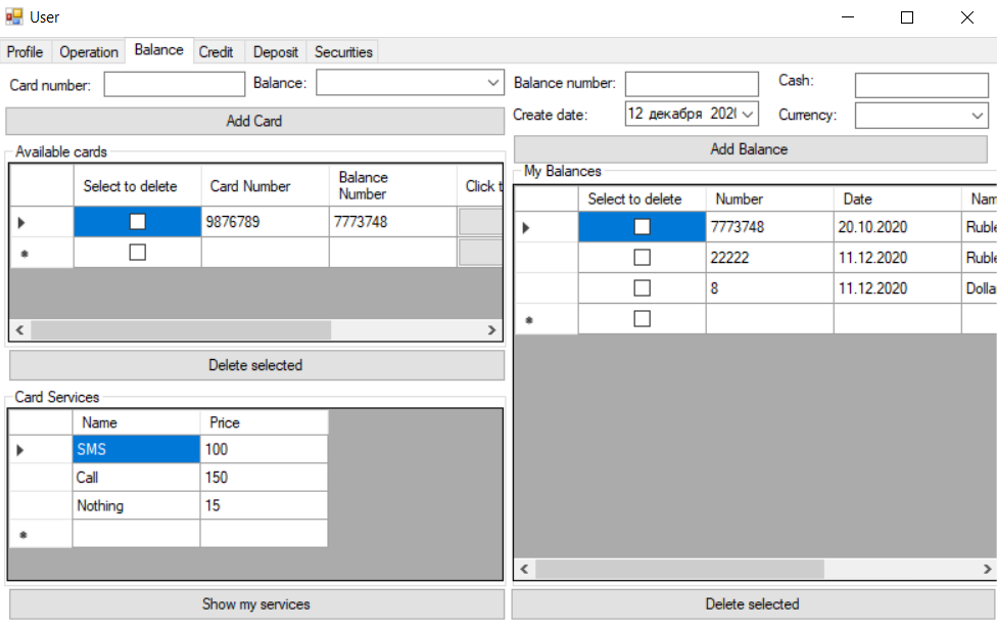 User
Profile Operation Balance Credit Deposit Securities
Card number: Balance:
Add Card
Available cards
Select to delete Card Number Balance Number Click t
9876789 7773748
Delete selected
Card Services
Name Price
SMS 100
Call 150
Nothing 15
Show my services
Balance number: Cash:
Create date: 12 декабря 202 Currency:
Add Balance
My Balances
Select to delete Number Date Nam
7773748 20.10.2020 Ruble
22222 11.12.2020 Ruble
8 11.12.2020 Dolla
Delete selected